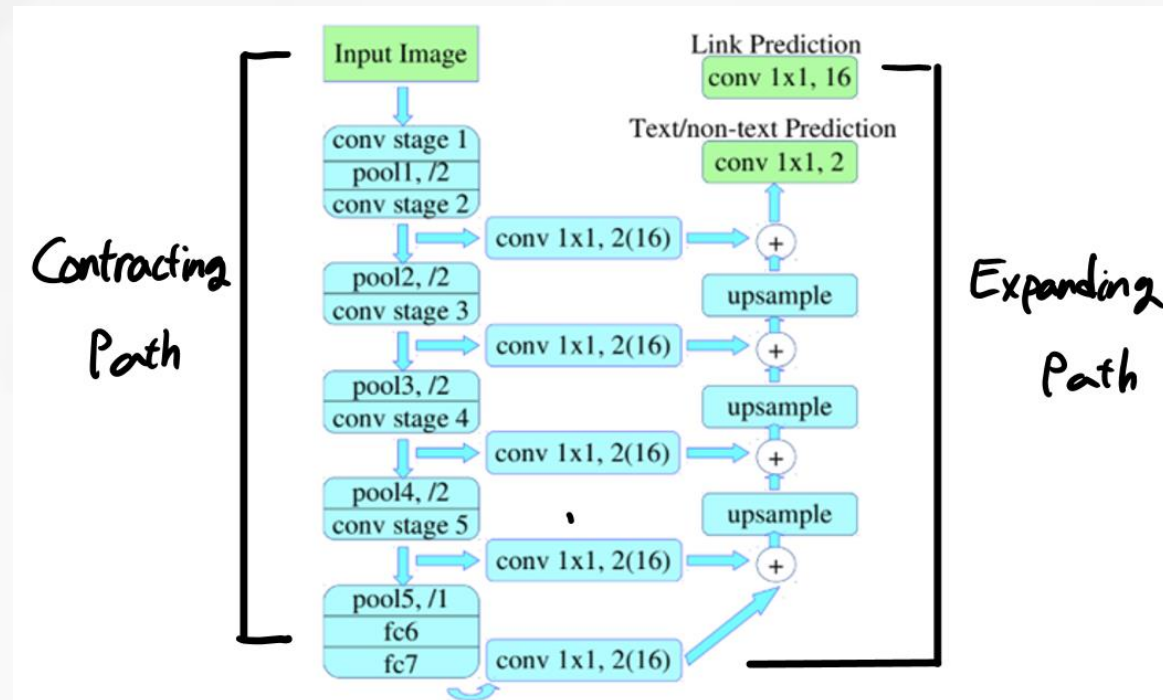 Contracting
Path
Input Image
conv stage 1
pool1, /2
conv stage 2
pool2, /2
conv stage 3
pool3, /2
conv stage 4
pool4, /2
conv stage 5
pool5, /1
fc6
fc7
conv 1x1, 2(16)
conv 1x1, 2(16)
conv 1x1, 2(16)
conv 1x1, 2(16)
conv 1x1, 2(16)
Link Prediction
conv 1x1, 16
Text/non-text Prediction
conv 1x1, 2
+
upsample
+
upsample
+
upsample
+
Expanding
Path